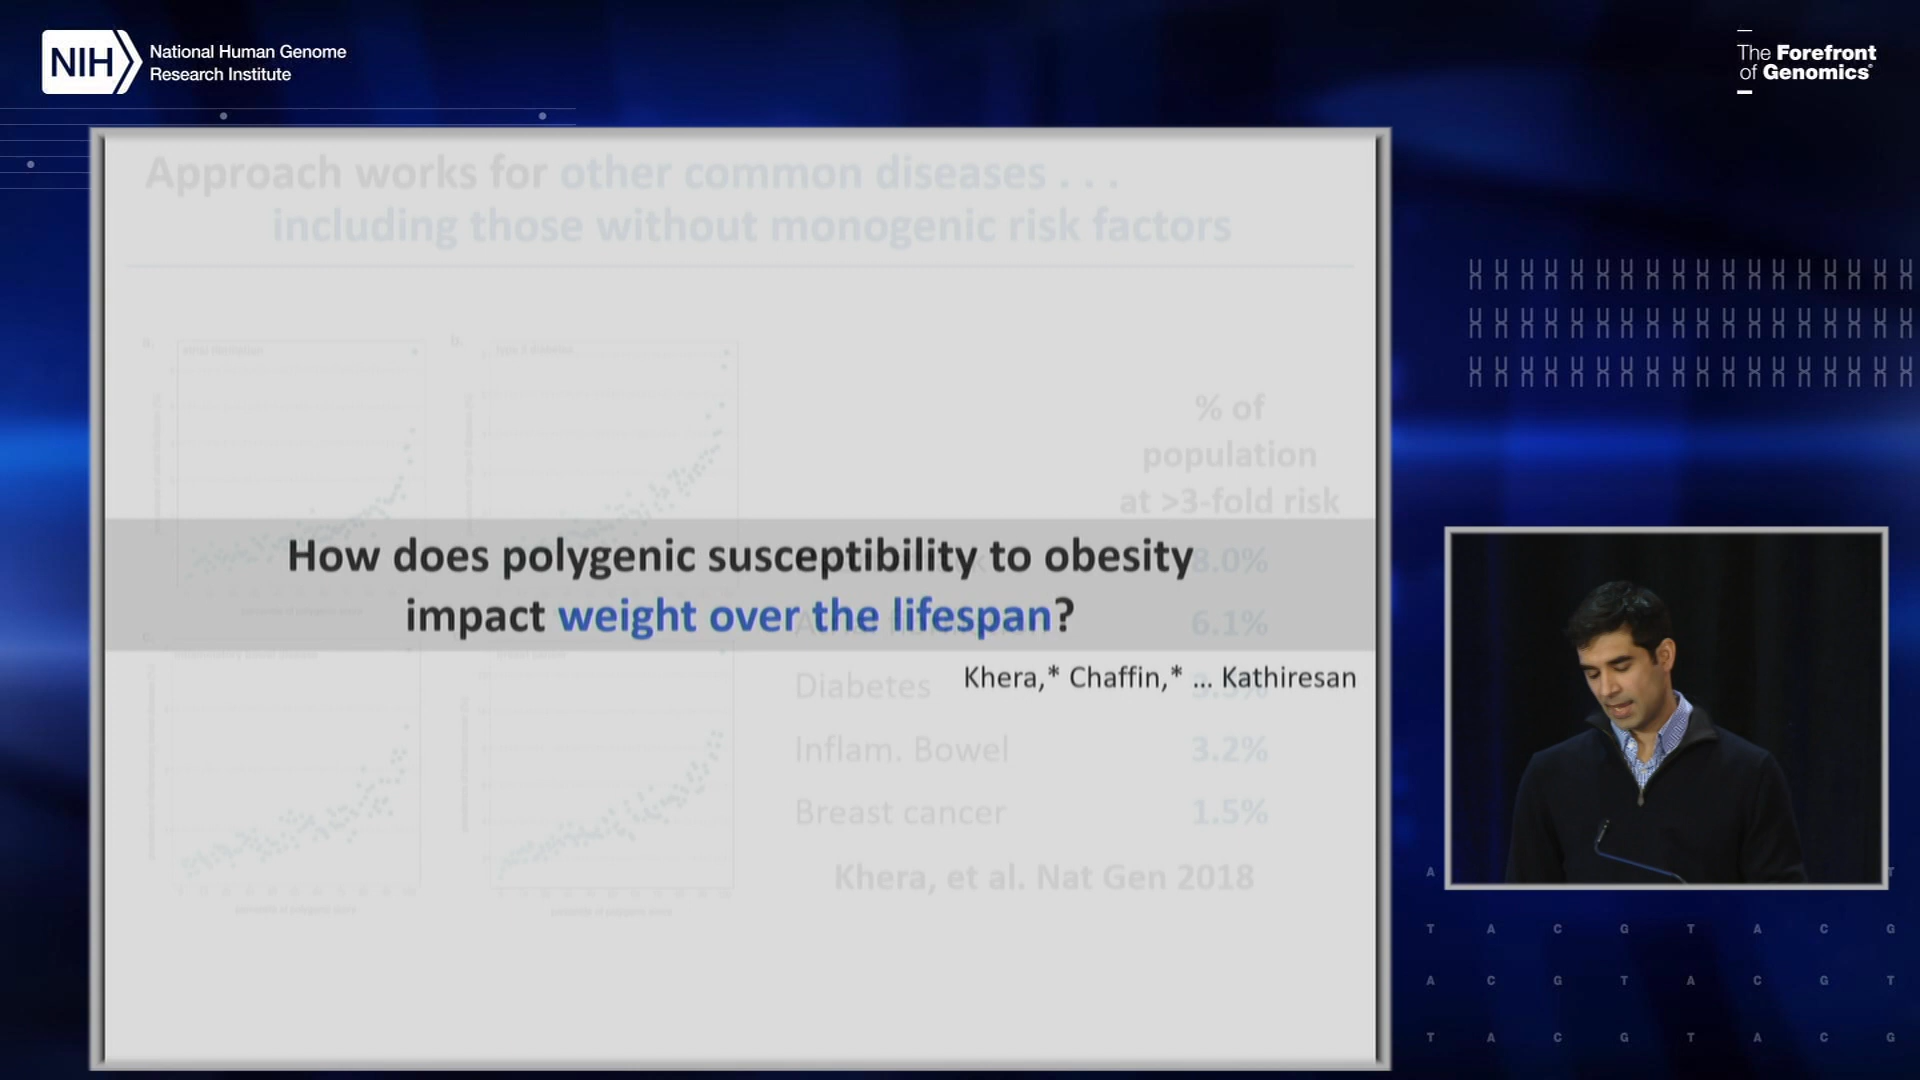 NIH
National Human Genome
Research Institute
The Forefront
of Genomics
Approach works for other common diseases . . .
including those without monogenic risk factors
a.
b.
% of
population
at >3-fold risk
8.0%
How does polygenic susceptibility to obesity
impact weight over the lifespan?
6.1%
Khera,* Chaffin,* ... Kathiresan
Diabetes
Inflam. Bowel 3.2%
Breast cancer 1.5%
Khera, et al. Nat Gen 2018
A T
T A C G T A C G
A C G T A C G T
T A C G T A C G